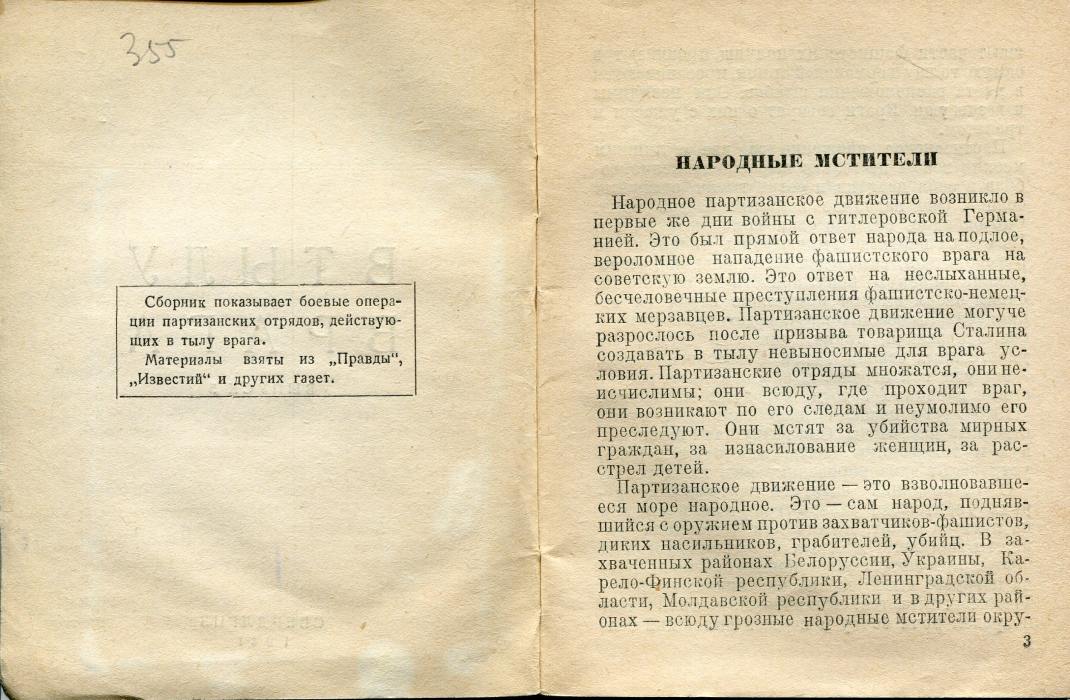 355
Сборник показывает боевые опера-
ции партизанских отрядов, действую-
щих в тылу врага.
Материалы взяты из „Правды“,
„Известий“ и других газет.
НАРОДНЫЕ МСТИТЕЛИ
Народное партизанское движение возникло в
первые же дни войны с гитлеровской Герма-
нией. Это был прямой ответ народа на подлое,
вероломное нападение фашистского врага на
советскую землю. Это ответ на неслыханные,
бесчеловечные преступления фашистско-немец-
ких мерзавцев. Партизанское движение могуче
разрослось после призыва товарища Сталина
создавать в тылу невыносимые для врага ус-
ловия. Партизанские отряды множатся, они не-
исчислимы; они всюду, где проходит враг,
они возникают по его следам и неумолимо его
преследуют. Они мстят за убийства мирных
граждан, за изнасилование женщин, за рас-
стрел детей.
Партизанское движение — это взволновавше-
еся море народное. Это — сам народ, подняв-
шийся с оружием против захватчиков-фашистов,
диких насильников, грабителей, убийц. В за-
хваченных районах Белоруссии, Украины, Ка-
рело-Финской республики, Ленинградской об-
ласти, Молдавской республики и в других рай-
онах — всюду грозные народные мстители окру-
3